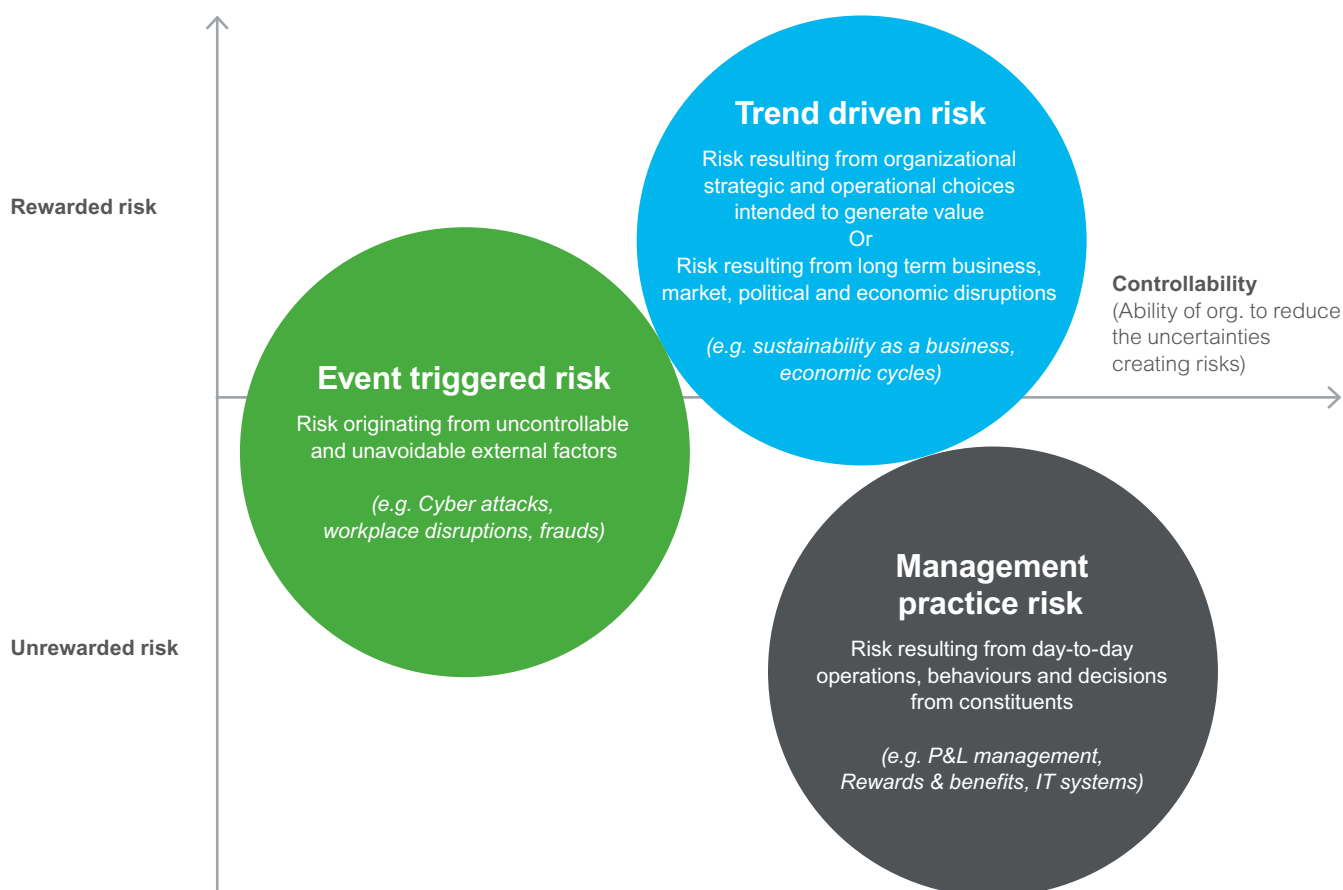 Trend driven risk
Risk resulting from organizational
strategic and operational choices
intended to generate value
Or
Risk resulting from long term business,
market, political and economic disruptions
(e.g. sustainability as a business,
economic cycles)
Rewarded risk
Controllability
(Ability of org. to reduce
the uncertainties
creating risks)
Event triggered risk
Risk originating from uncontrollable
and unavoidable external factors
(e.g. Cyber attacks,
workplace disruptions, frauds)
Management
practice risk
Risk resulting from day-to-day
operations, behaviours and decisions
from constituents
(e.g. P&L management,
Rewards & benefits, IT systems)
Unrewarded risk